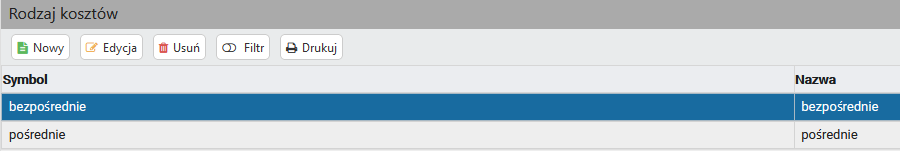 Rodzaj kosztów
Nowy Edycja Usuń Filtr Drukuj
Symbol Nazwa
bezpośrednie bezpośrednie
pośrednie pośrednie